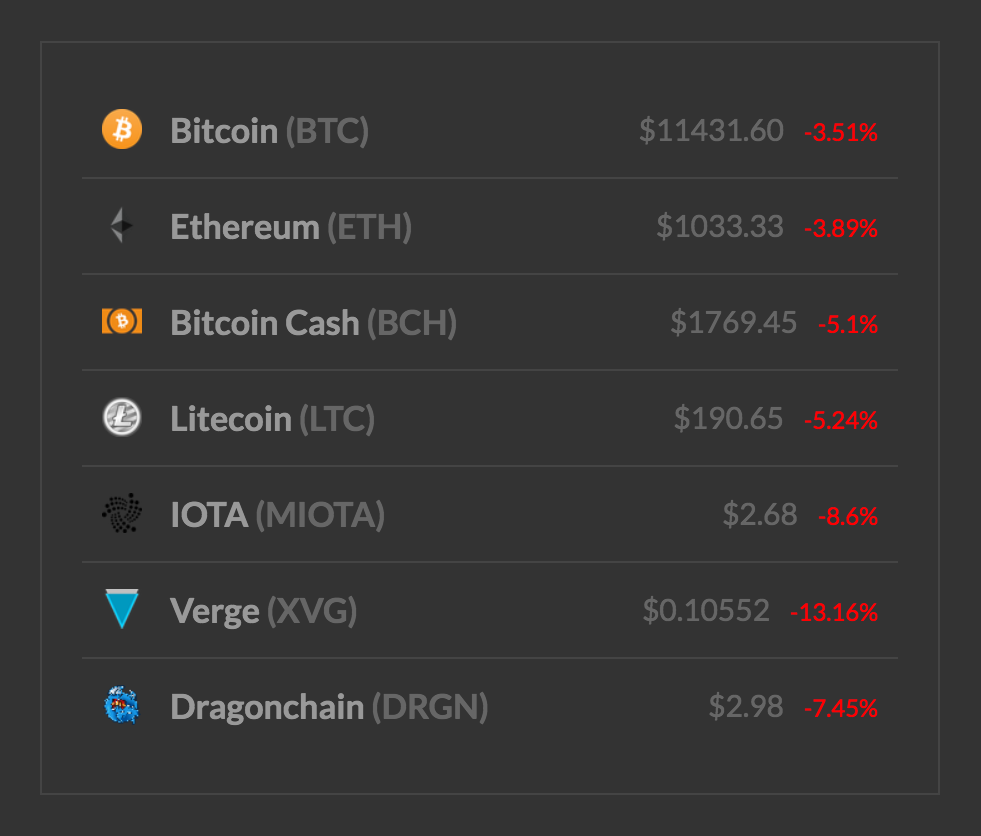 Bitcoin (BTC) $11431.60 -3.51%
Ethereum (ETH) $1033.33 -3.89%
Bitcoin Cash (BCH) $1769.45 -5.1%
Litecoin (LTC) $190.65 -5.24%
IOTA (MIOTA) $2.68 -8.6%
Verge (XVG) $0.10552 -13.16%
Dragonchain (DRGN) $2.98 -7.45%